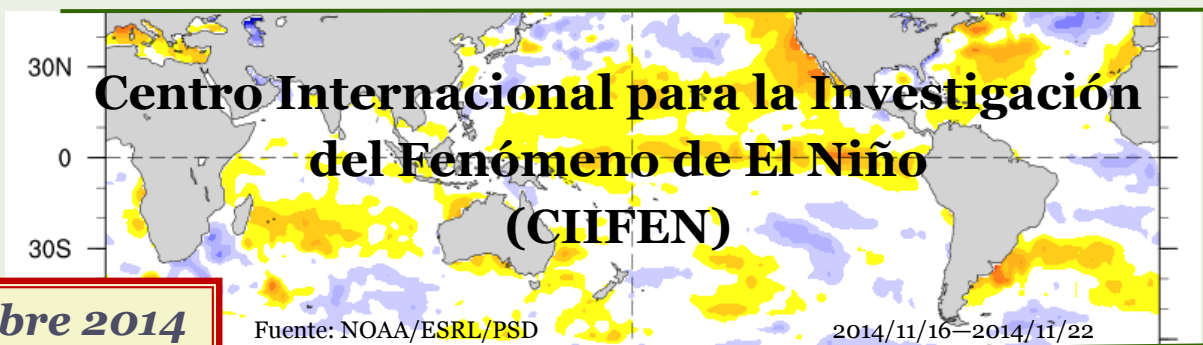 30N
Centro Internacional para la Investigación
del Fenómeno de El Niño
0
(CIIFEN)
30S
bre 2014
Fuente: NOAA/ESRL/PSD
2014/11/16—2014/11/22